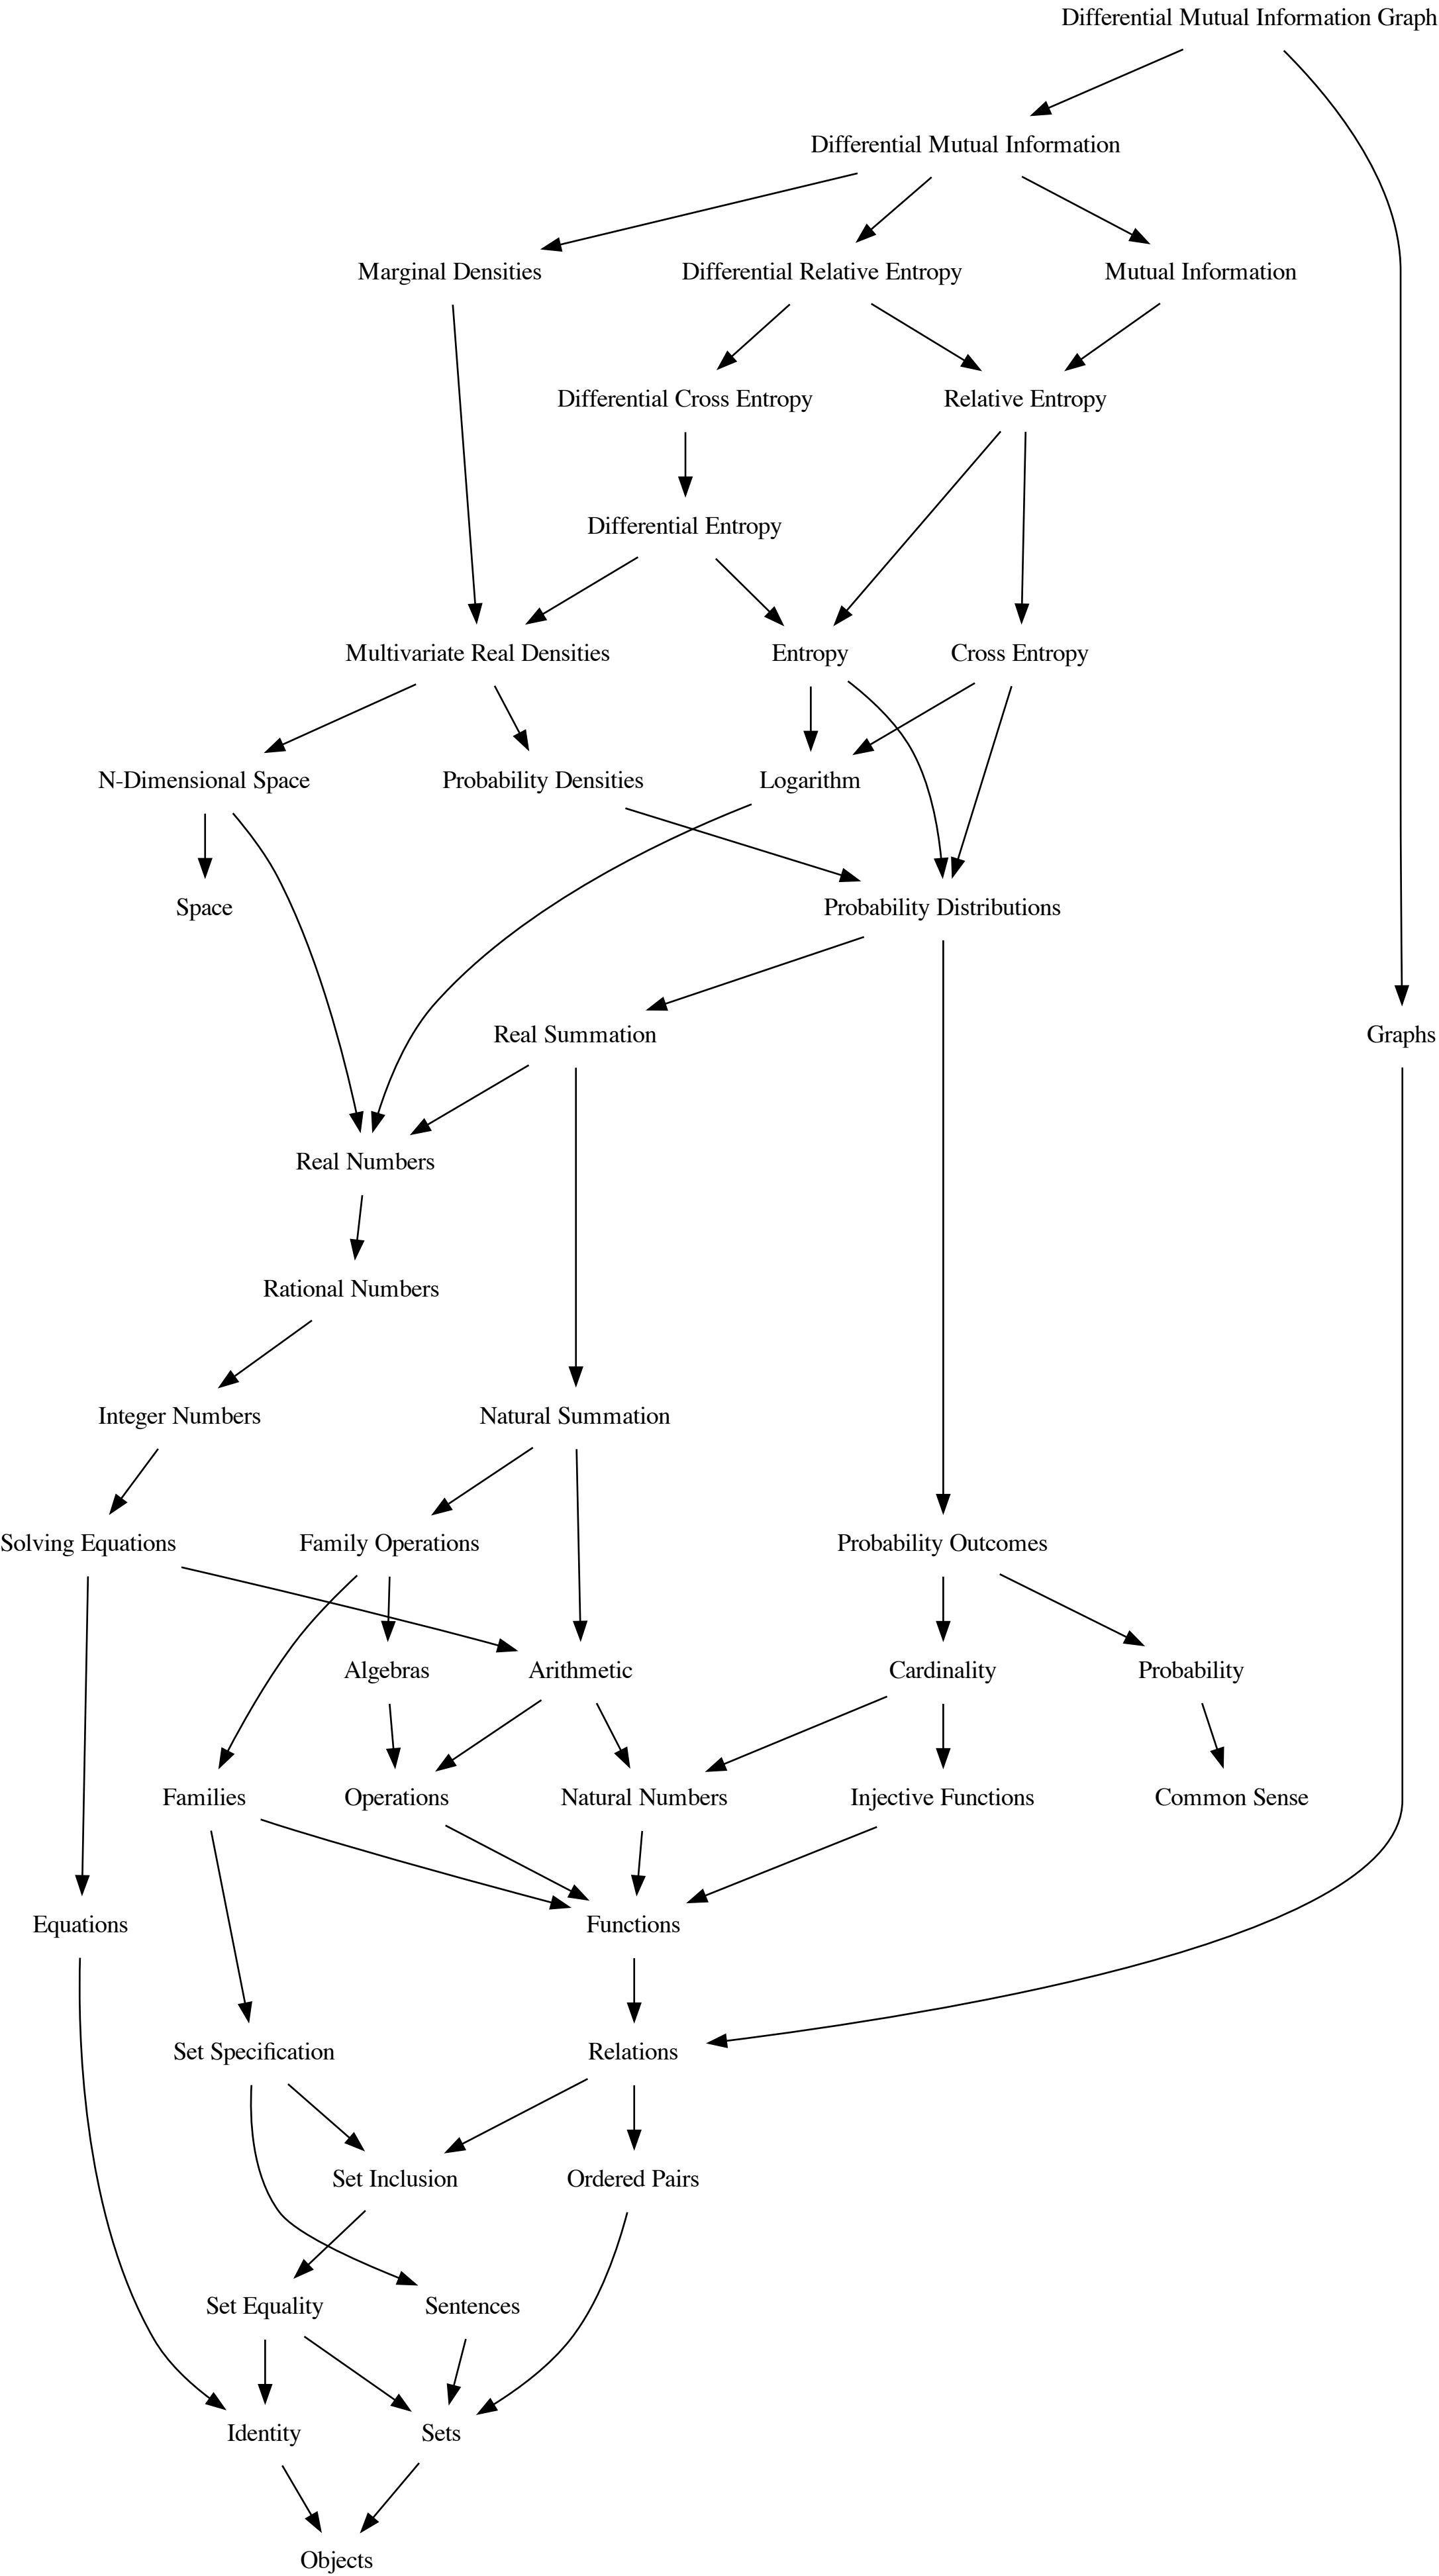 Differential Mutual Information Graph
Differential Mutual Information
Marginal Densities
Differential Relative Entropy
Mutual Information
Differential Cross Entropy
Relative Entropy
Differential Entropy
Multivariate Real Densities
Entropy
Cross Entropy
N-Dimensional Space
Probability Densities
Logarithm
Space
Probability Distributions
Real Summation
Graphs
Real Numbers
Rational Numbers
Integer Numbers
Natural Summation
Solving Equations
Family Operations
Probability Outcomes
Algebras
Arithmetic
Cardinality
Probability
Families
Operations
Natural Numbers
Injective Functions
Common Sense
Equations
Functions
Set Specification
Relations
Set Inclusion
Ordered Pairs
Set Equality
Sentences
Identity
Sets
Objects